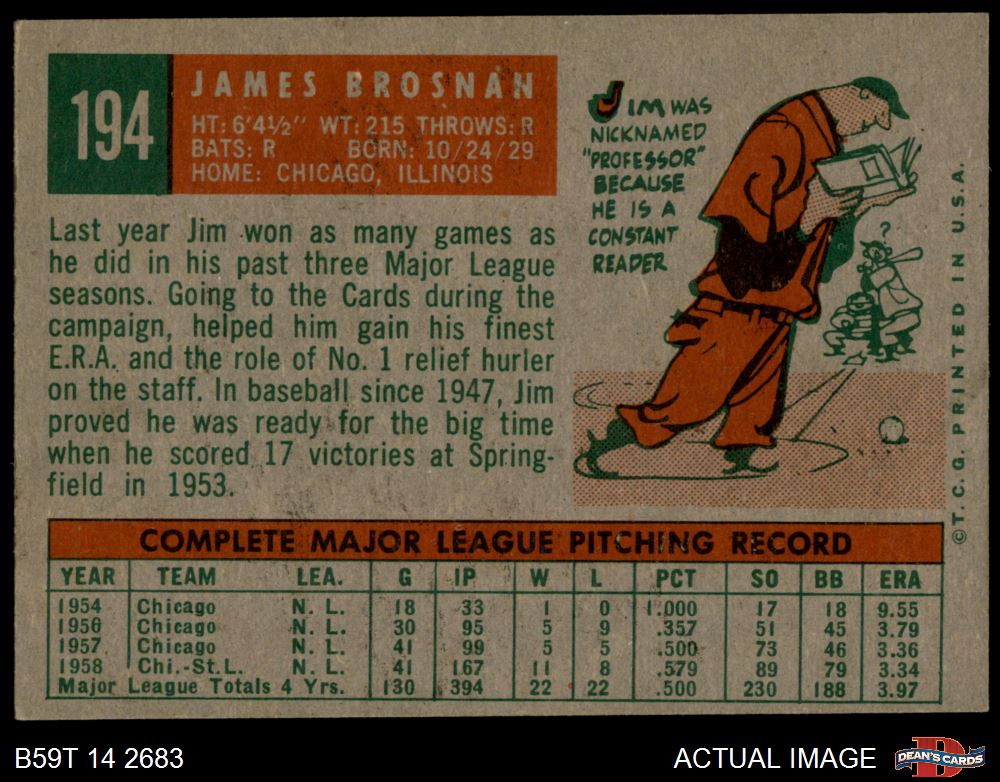 194
JAMES BROSNAN
HT: 6'4½" WT: 215 THROWS: R
BATS: R BORN: 10/24/29
HOME: CHICAGO, ILLINOIS
Last year Jim won as many games as
he did in his past three Major League
seasons. Going to the Cards during the
campaign, helped him gain his finest
E.R.A. and the role of No. 1 relief hurler
on the staff. In baseball since 1947, Jim
proved he was ready for the big time
when he scored 17 victories at Spring-
field in 1953.
JIM WAS
NICKNAMED
"PROFESSOR"
BECAUSE
HE IS A
CONSTANT
READER
?
©T.C.G. PRINTED IN U.S.A.
COMPLETE MAJOR LEAGUE PITCHING RECORD
YEAR TEAM LEA. G IP W L PCT SO BB ERA
1954 Chicago N. L. 18 33 1 0 1.000 17 18 9.55
1956 Chicago N. L. 30 95 5 9 .357 51 45 3.79
1957 Chicago N. L. 41 99 5 5 .500 73 46 3.36
1958 Chi.-St.L. N. L. 41 167 11 8 .579 89 79 3.34
Major League Totals 4 Yrs. 130 394 22 22 .500 230 188 3.97
B59T 14 2683
ACTUAL IMAGE
D
DEAN'S CARDS